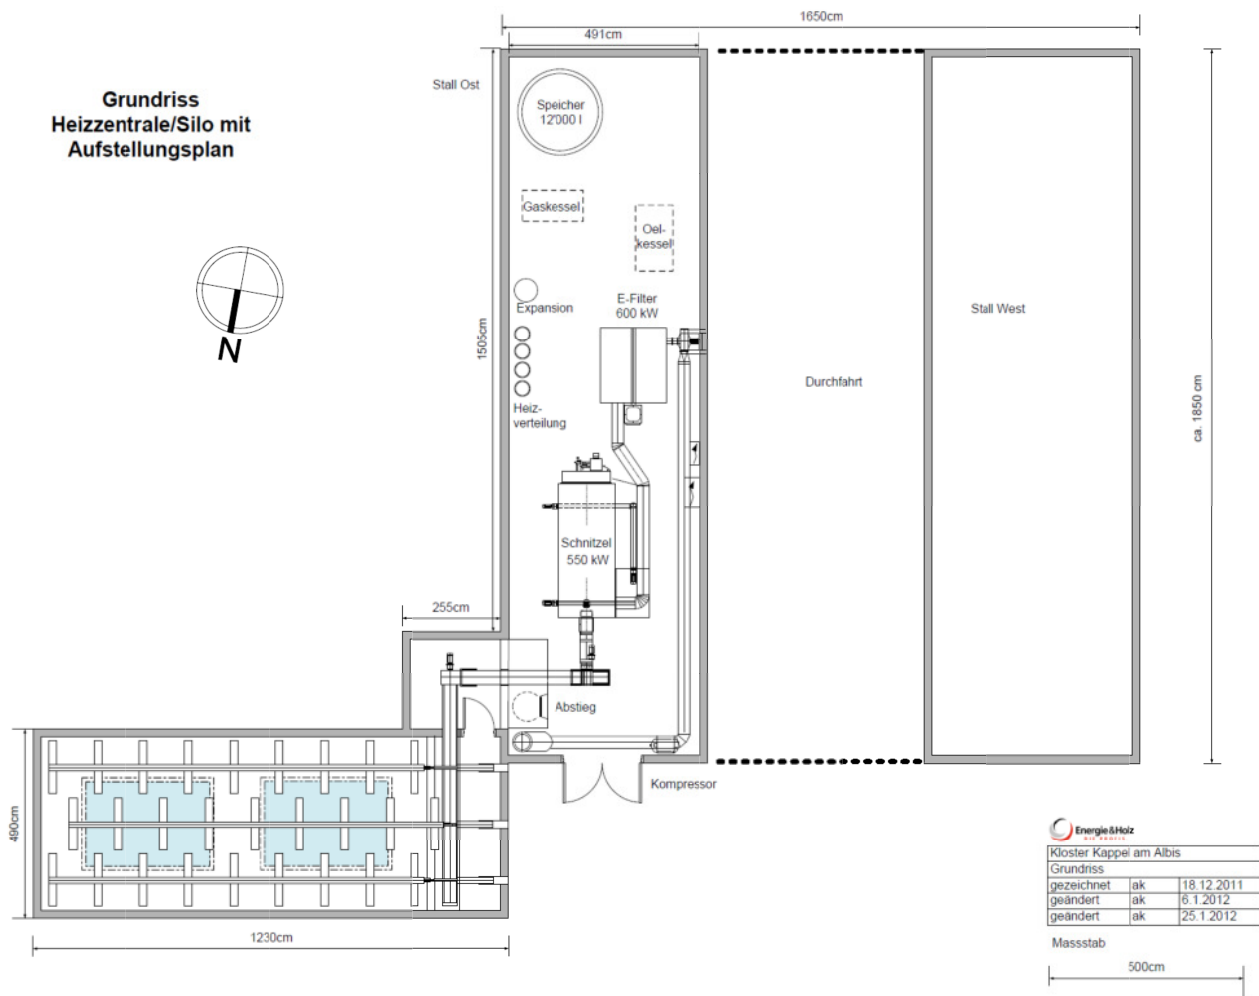 1650cm
491cm
Stall Ost
Grundriss
Heizzentrale/Silo mit
Aufstellungsplan
Speicher
12'000 l
Gaskessel
Oel-
kessel
N
Expansion
E-Filter
600 kW
Stall West
1505cm
Durchfahrt
ca. 1850 cm
Heiz-
verteilung
Schnitzel
550 kW
255cm
Abstieg
Kompressor
490cm
1230cm
Energie&Holz
Kloster Kappel am Albis
Grundriss
gezeichnet ak 18.12.2011
geändert ak 6.1.2012
geändert ak 25.1.2012
Massstab
500cm